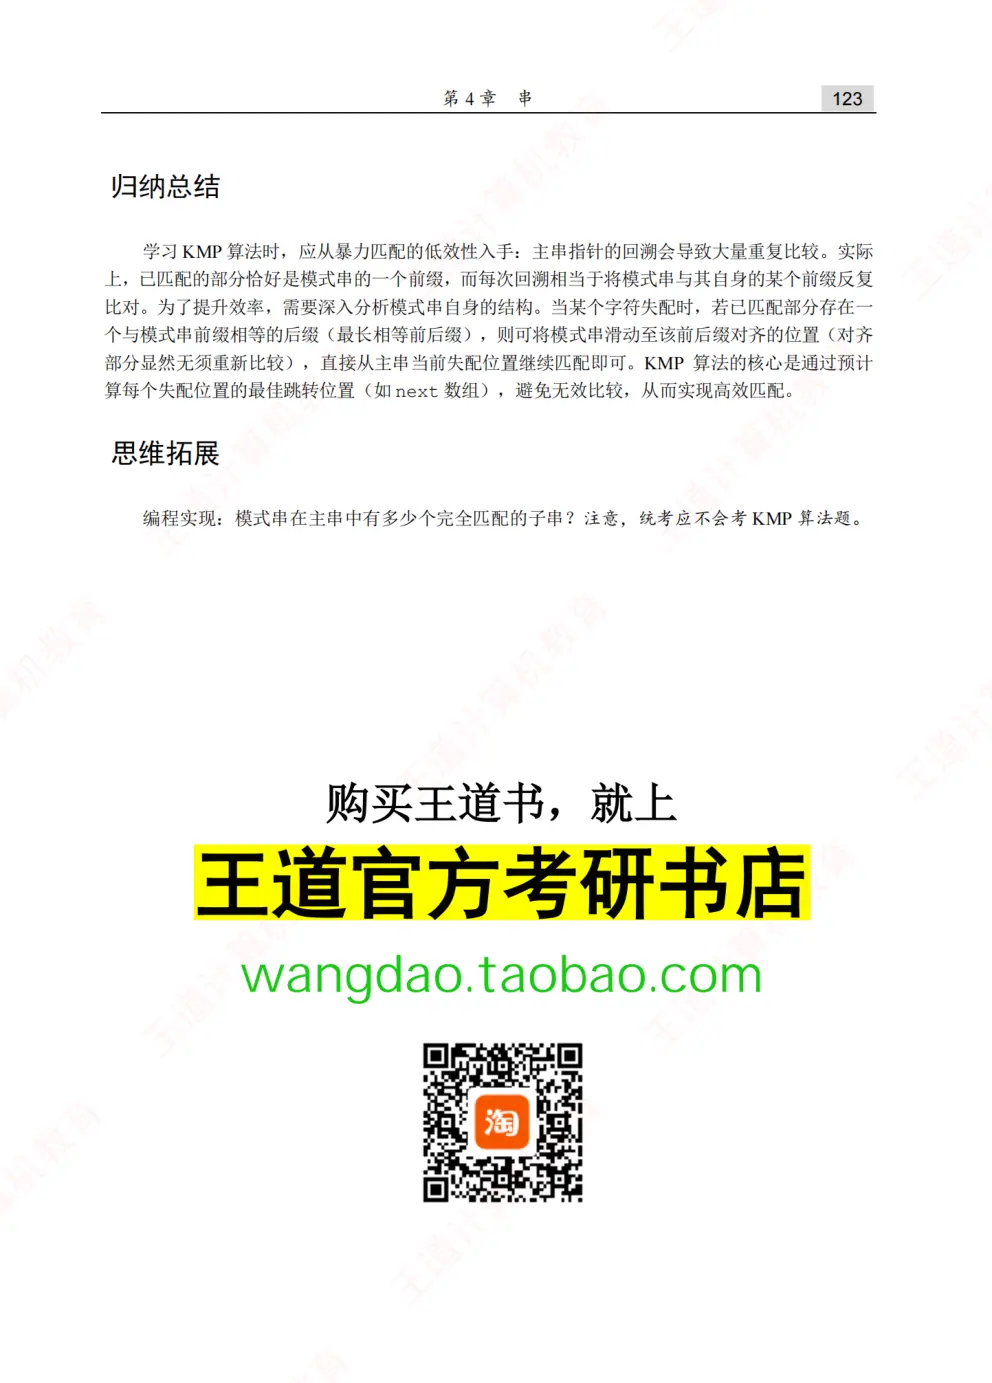 第 4 章 串
123
归纳总结
学习 KMP 算法时，应从暴力匹配的低效性入手：主串指针的回溯会导致大量重复比较。实际
上，已匹配的部分恰好是模式串的一个前缀，而每次回溯相当于将模式串与其自身的某个前缀反复
比对。为了提升效率，需要深入分析模式串自身的结构。当某个字符失配时，若已匹配部分存在一
个与模式串前缀相等的后缀（最长相等前后缀），则可将模式串滑动至该前后缀对齐的位置（对齐
部分显然无须重新比较），直接从主串当前失配位置继续匹配即可。KMP 算法的核心是通过预计
算每个失配位置的最佳跳转位置（如 next 数组），避免无效比较，从而实现高效匹配。
思维拓展
编程实现：模式串在主串中有多少个完全匹配的子串？注意，统考应不会考 KMP 算法题。
购买王道书，就上
王道官方考研书店
wangdao.taobao.com
淘
王道计算机教育